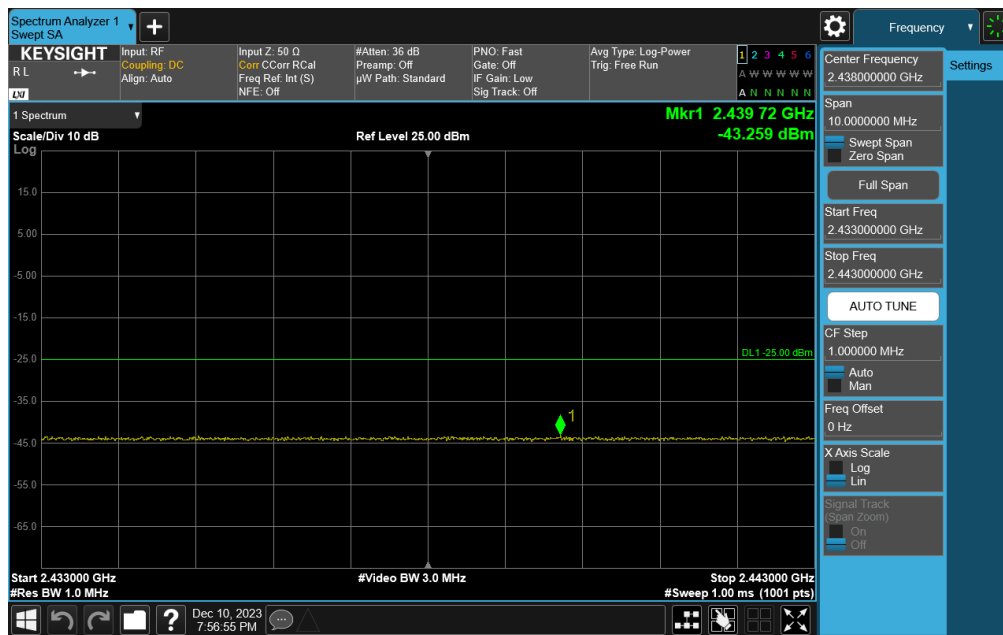 Spectrum Analyzer 1
Swept SA
+
KEYSIGHT
R L
LXI
Input: RF
Coupling: DC
Align: Auto
Input Z: 50 Ω
Corr CCorr RCal
Freq Ref: Int (S)
NFE: Off
#Atten: 36 dB
Preamp: Off
µW Path: Standard
PNO: Fast
Gate: Off
IF Gain: Low
Sig Track: Off
Avg Type: Log-Power
Trig: Free Run
1 2 3 4 5 6
A W W W W W
A N N N N N
1 Spectrum
Scale/Div 10 dB
Log
Ref Level 25.00 dBm
Mkr1 2.439 72 GHz
-43.259 dBm
15.0
5.00
-5.00
-15.0
-25.0
DL1 -25.00 dBm
-35.0
1
-45.0
-55.0
-65.0
Start 2.433000 GHz
#Res BW 1.0 MHz
#Video BW 3.0 MHz
Stop 2.443000 GHz
#Sweep 1.00 ms (1001 pts)
?
Dec 10, 2023
7:56:55 PM
Frequency
Settings
Center Frequency
2.438000000 GHz
Span
10.0000000 MHz
Swept Span
Zero Span
Full Span
Start Freq
2.433000000 GHz
Stop Freq
2.443000000 GHz
AUTO TUNE
CF Step
1.000000 MHz
Auto
Man
Freq Offset
0 Hz
X Axis Scale
Log
Lin
Signal Track
(Span Zoom)
On
Off